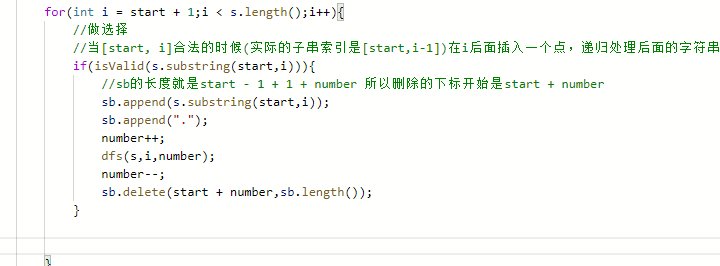 for(int i = start + 1;i < s.length();i++){
//做选择
//当[start, i]合法的时候(实际的子串索引是[start,i-1])在i后面插入一个点，递归处理后面的字符串
if(isValid(s.substring(start,i))){
//sb的长度就是start - 1 + 1 + number 所以删除的下标开始是start + number
sb.append(s.substring(start,i));
sb.append(".");
number++;
dfs(s,i,number);
number--;
sb.delete(start + number,sb.length());
}
}